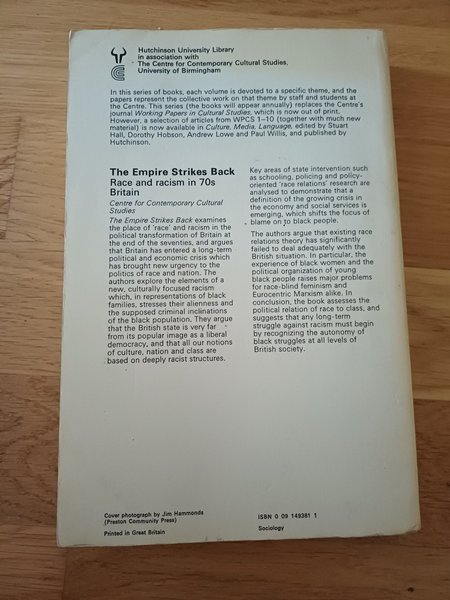 Hutchinson University Library
in association with
The Centre for Contemporary Cultural Studies,
University of Birmingham
In this series of books, each volume is devoted to a specific theme, and the
papers represent the collective work on that theme by staff and students at
the Centre. This series (the books will appear annually) replaces the Centre's
journal Working Papers in Cultural Studies, which is now out of print.
However, a selection of articles from WPCS 1–10 (together with much new
material) is now available in Culture, Media, Language, edited by Stuart
Hall, Dorothy Hobson, Andrew Lowe and Paul Willis, and published by
Hutchinson.
The Empire Strikes Back
Race and racism in 70s
Britain
Centre for Contemporary Cultural
Studies
The Empire Strikes Back examines
the place of 'race' and racism in the
political transformation of Britain at
the end of the seventies, and argues
that Britain has entered a long-term
political and economic crisis which
has brought new urgency to the
politics of race and nation. The
authors explore the elements of a
new, culturally focused racism
which, in representations of black
families, stresses their alienness and
the supposed criminal inclinations
of the black population. They argue
that the British state is very far
from its popular image as a liberal
democracy, and that all our notions
of culture, nation and class are
based on deeply racist structures.
Key areas of state intervention such
as schooling, policing and policy-
oriented 'race relations' research are
analysed to demonstrate that a
definition of the growing crisis in
the economy and social services is
emerging, which shifts the focus of
blame on to black people.
The authors argue that existing race
relations theory has significantly
failed to deal adequately with the
British situation. In particular, the
experience of black women and the
political organization of young
black people raises major problems
for race-blind feminism and
Eurocentric Marxism alike. In
conclusion, the book assesses the
political relation of race to class, and
suggests that any long-term
struggle against racism must begin
by recognizing the autonomy of
black struggles at all levels of
British society.
Cover photograph by Jim Hammonds
(Preston Community Press)
Printed in Great Britain
ISBN 0 09 149381 1
Sociology